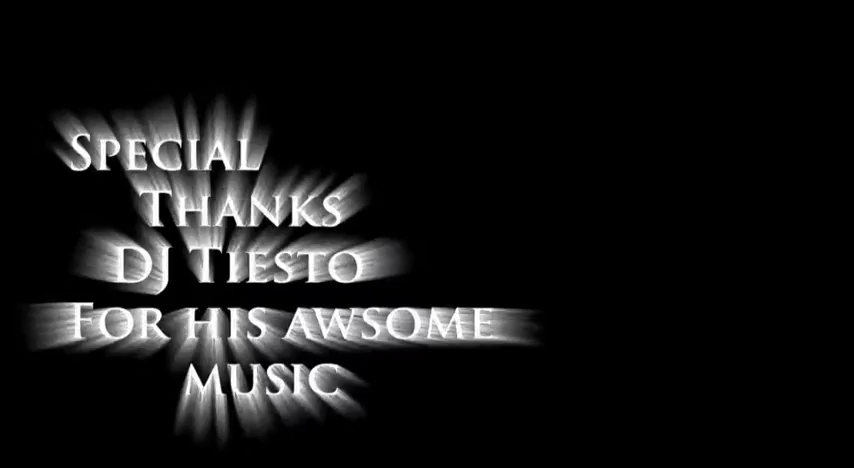 Special
Thanks
DJ Tiesto
For his awsome
music